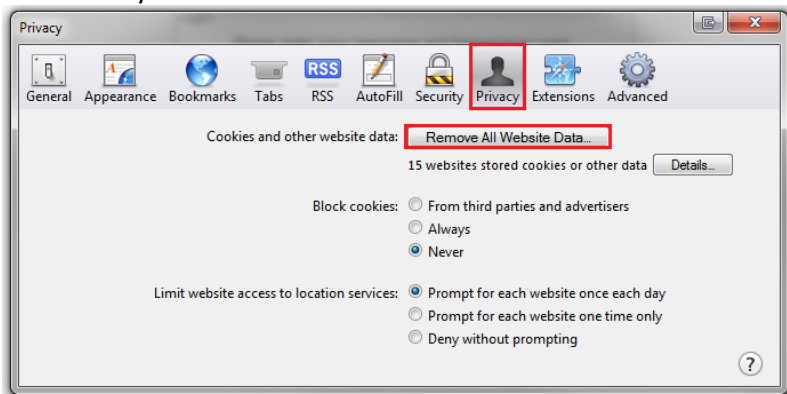 Privacy
RSS
General Appearance Bookmarks Tabs RSS AutoFill Security Privacy Extensions Advanced
Cookies and other website data: Remove All Website Data...
15 websites stored cookies or other data Details...
Block cookies: From third parties and advertisers
Always
Never
Limit website access to location services: Prompt for each website once each day
Prompt for each website one time only
Deny without prompting
?